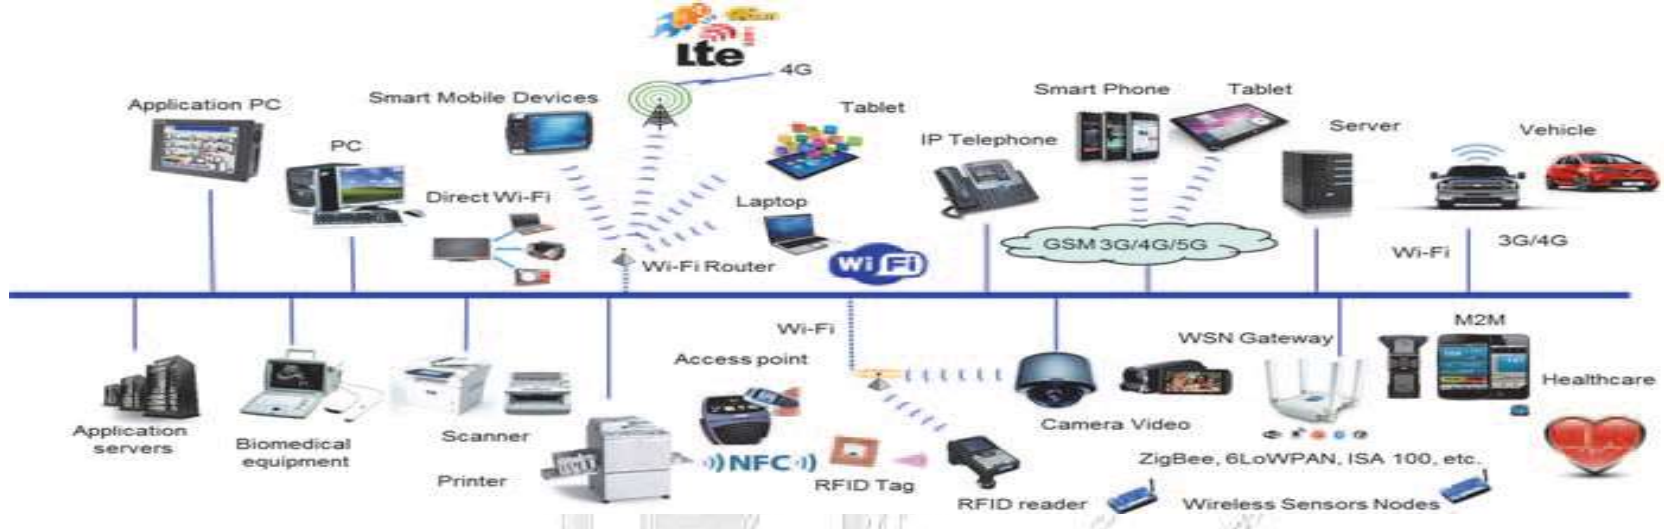 Lte
4G
Application PC
Smart Mobile Devices
Tablet
Smart Phone
Tablet
PC
IP Telephone
Server
Vehicle
Direct Wi-Fi
Laptop
GSM 3G/4G/5G
Wi-Fi
3G/4G
Wi-Fi Router
Wi Fi
Wi-Fi
WSN Gateway
M2M
Access point
Healthcare
Application
servers
Biomedical
equipment
Scanner
Camera Video
Printer
NFC
RFID Tag
ZigBee, 6LoWPAN, ISA 100, etc.
RFID reader
Wireless Sensors Nodes